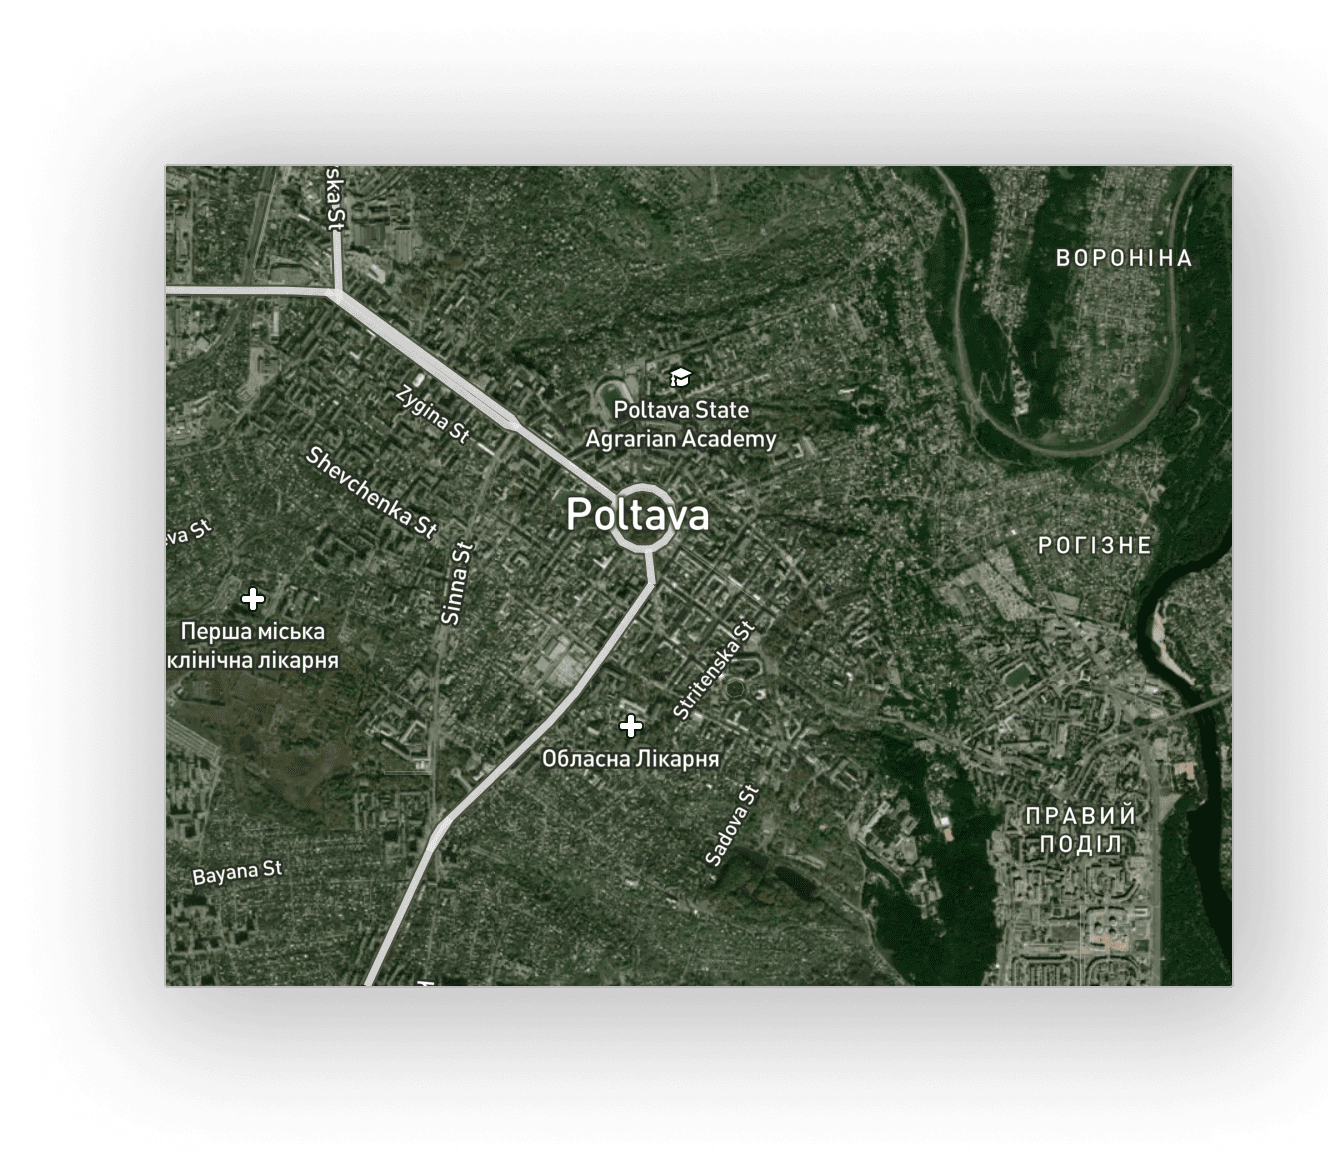 ska St
ВОРОНІНА
Zygina St
Poltava State
Agrarian Academy
Shevchenka St
Poltava
va St
РОГІЗНЕ
Sinna St
Перша міська
клінічна лікарня
Stritenska St
Обласна Лікарня
Sadova St
ПРАВИЙ
ПОДІЛ
Bayana St